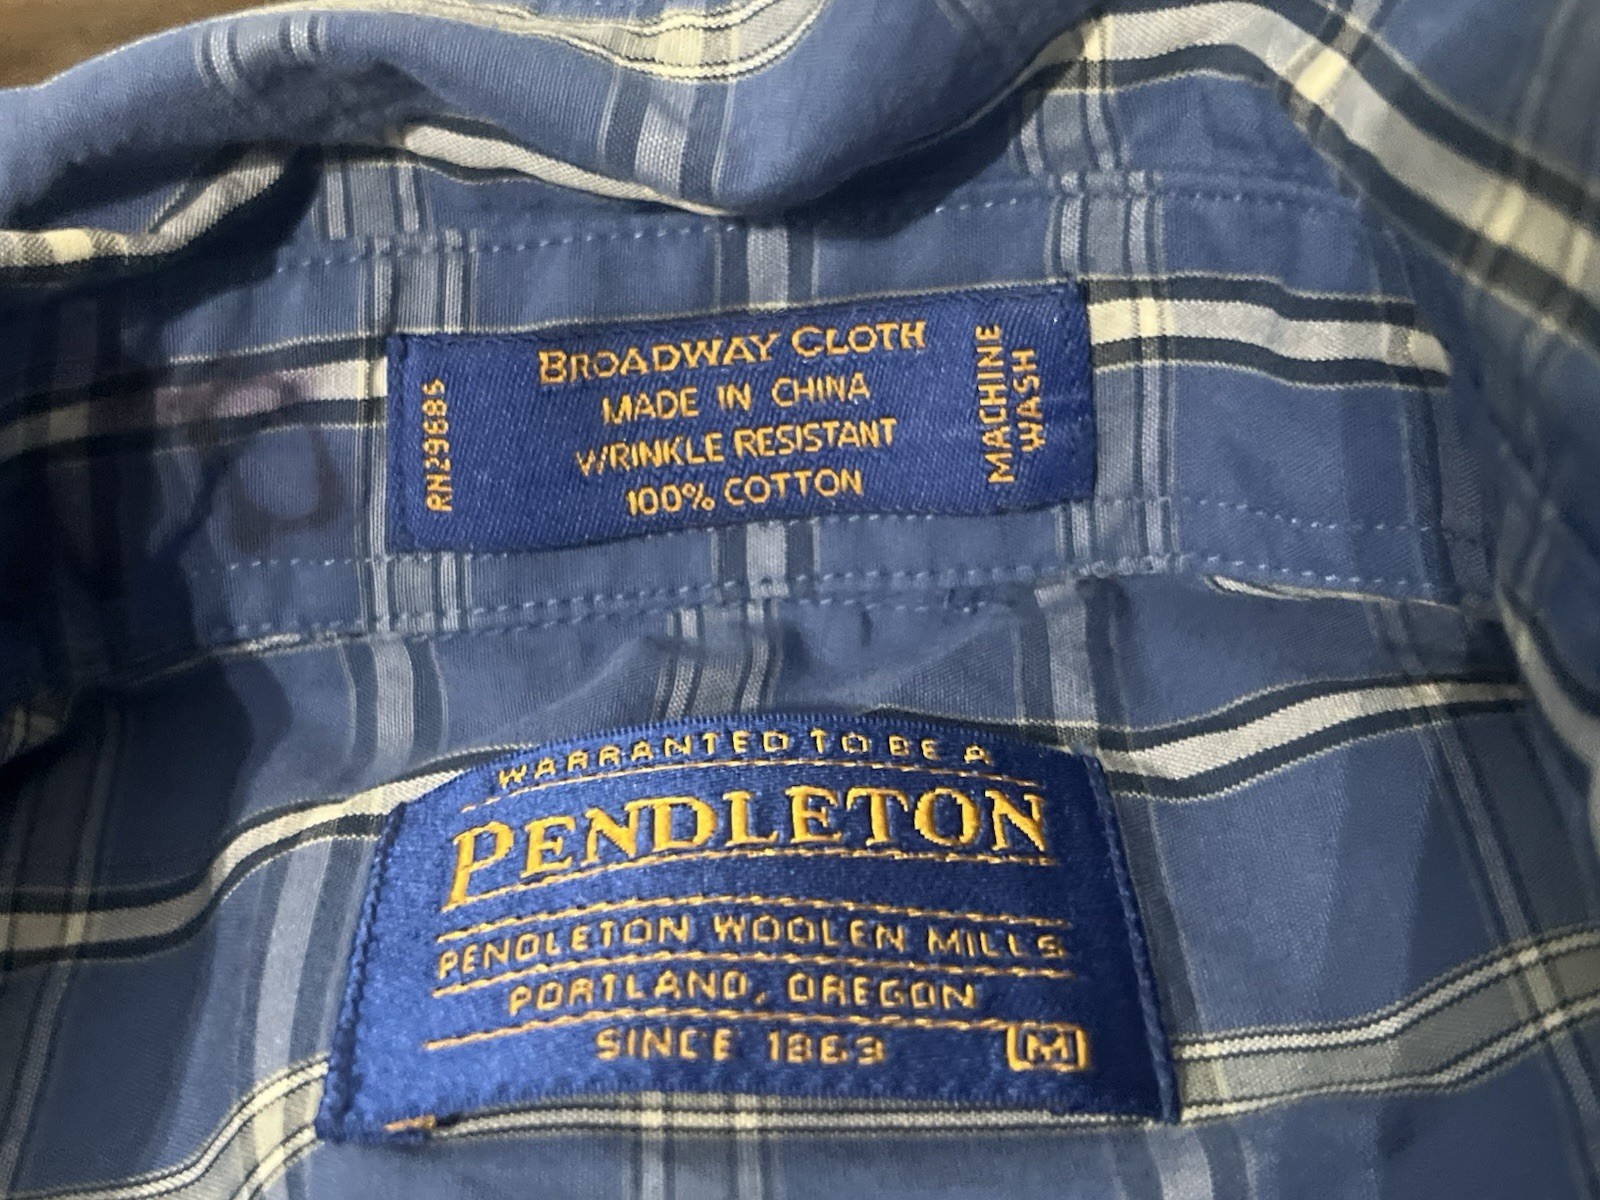 BROADWAY CLOTH
MADE IN CHINA
WRINKLE RESISTANT
100% COTTON
RN29685
MACHINE
WASH
WARRANTED TO BE A
PENDLETON
PENDLETON WOOLEN MILLS
PORTLAND, OREGON
SINCE 1863
M